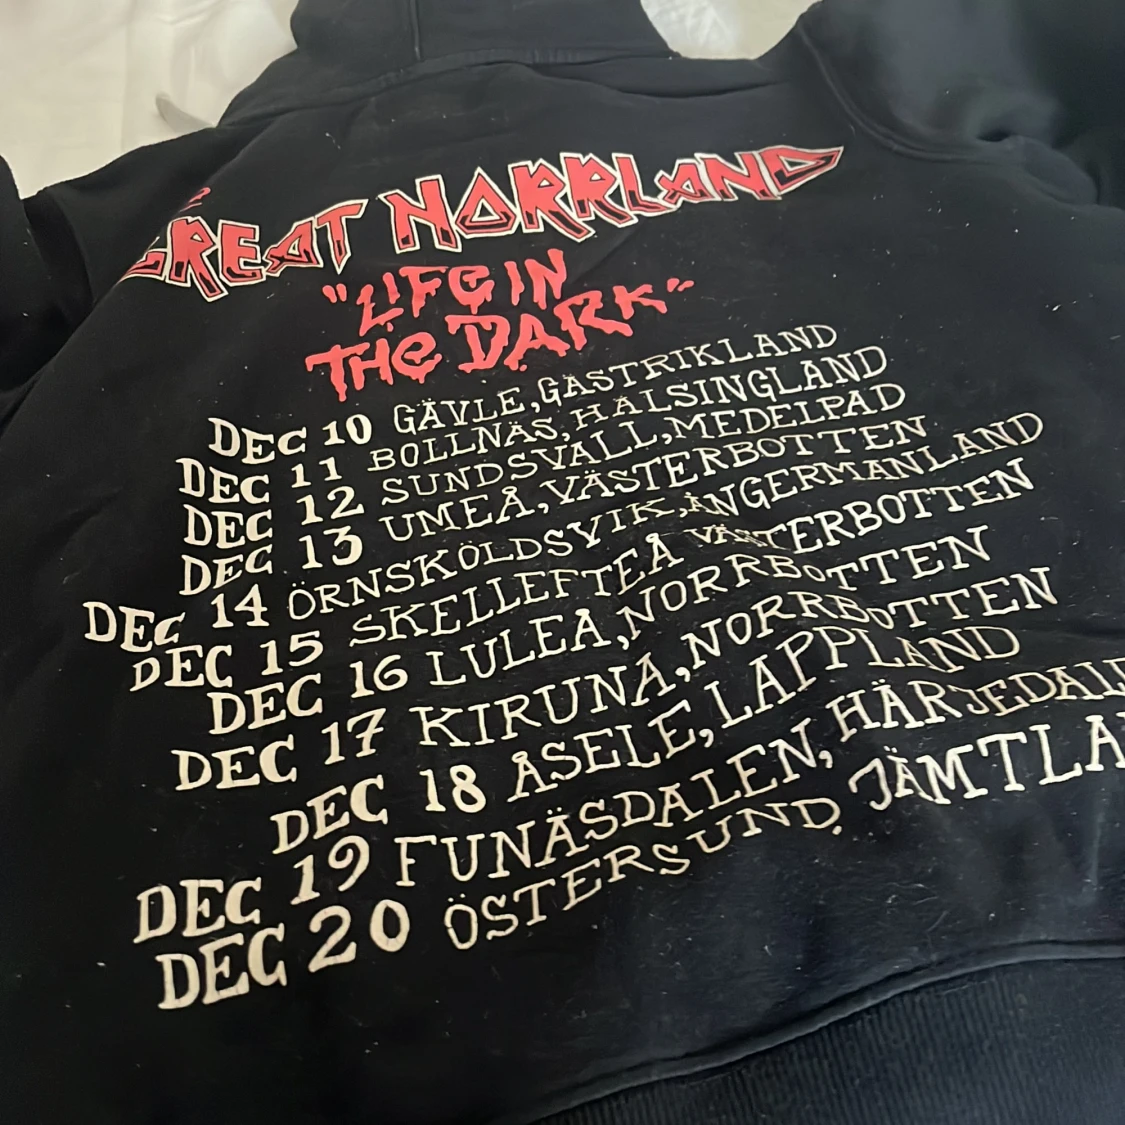 GREAT NORRLAND
"LIFE IN
THE DARK"
DEC 10 GÄVLE, GÄSTRIKLAND
DEC 11 BOLLNÄS, HÄLSINGLAND
DEC 12 SUNDSVALL, MEDELPAD
DEC 13 UMEÅ, VÄSTERBOTTEN
DEC 14 ÖRNSKÖLDSVIK, ÅNGERMANLAND
DEC 15 SKELLEFTEÅ VÄSTERBOTTEN
DEC 16 LULEÅ, NORRBOTTEN
DEC 17 KIRUNA, NORRBOTTEN
DEC 18 ÅSELE, LAPPLAND
DEC 19 FUNÄSDALEN, HÄRJEDALE
DEC 20 ÖSTERSUND, JÄMTLA